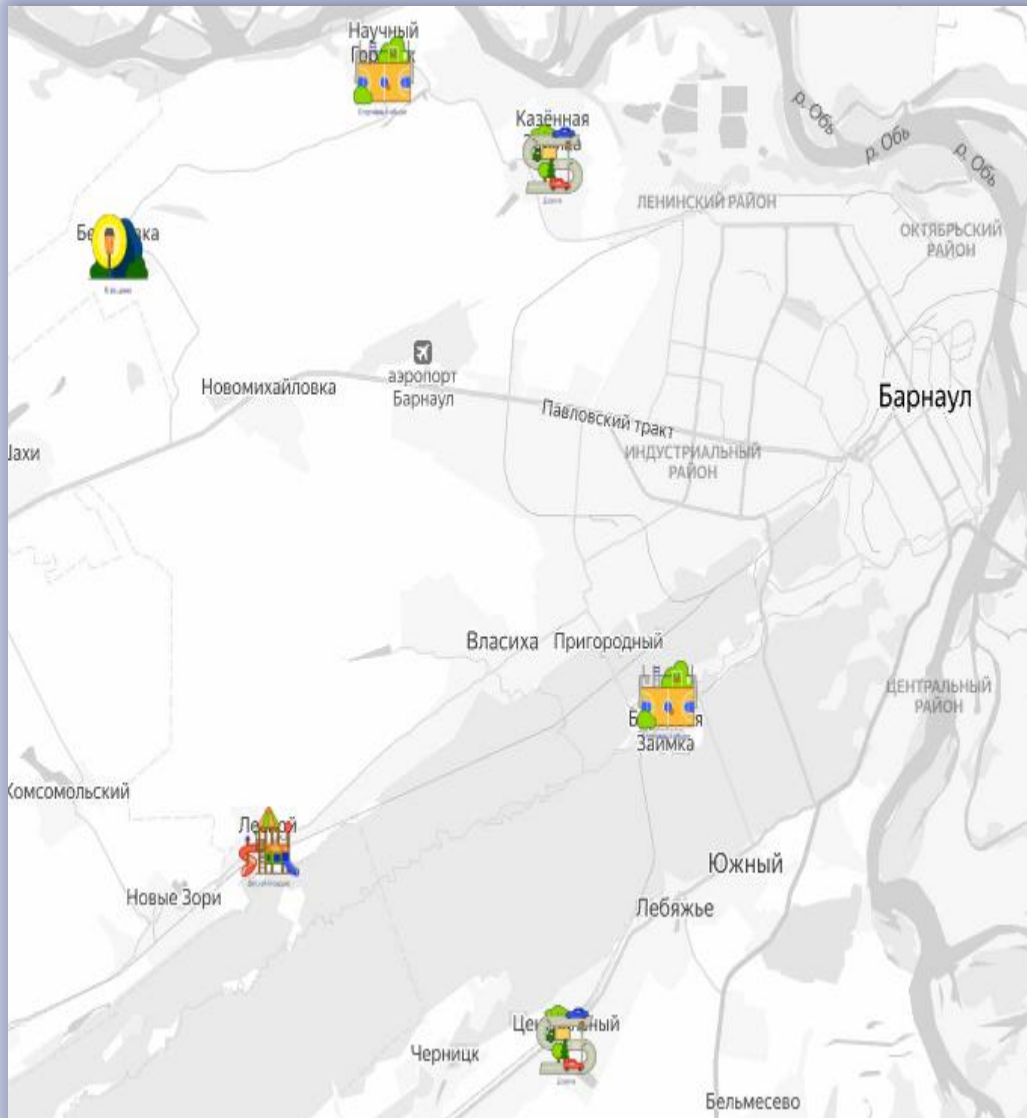 Научный
Казённая
р. Обь
р. Обь
р. Обь
ЛЕНИНСКИЙ РАЙОН
ОКТЯБРЬСКИЙ
РАЙОН
аэропорт
Барнаул
Новомихайловка
Барнаул
Павловский тракт
ИНДУСТРИАЛЬНЫЙ
РАЙОН
Власиха
Пригородный
ЦЕНТРАЛЬНЫЙ
РАЙОН
Займка
Комсомольский
Новые Зори
Южный
Лебяжье
Черницк
Бельмесево